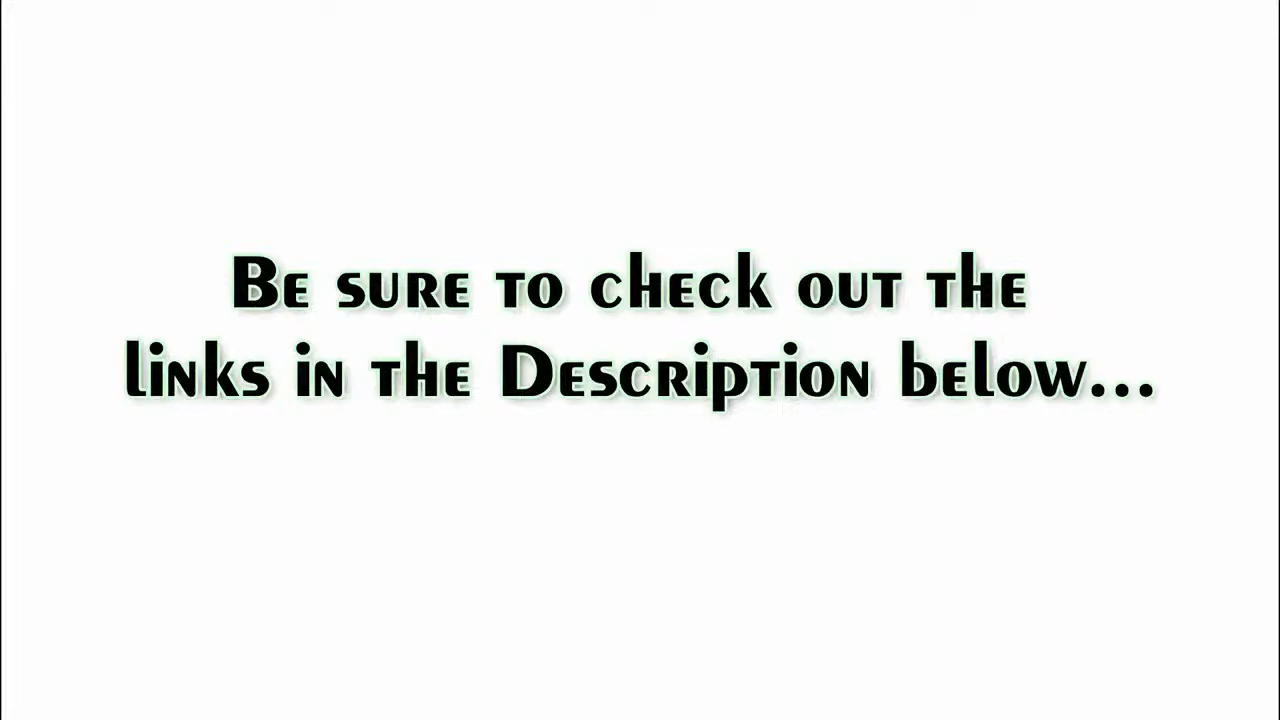 Be sure to check out the
links in the Description below...